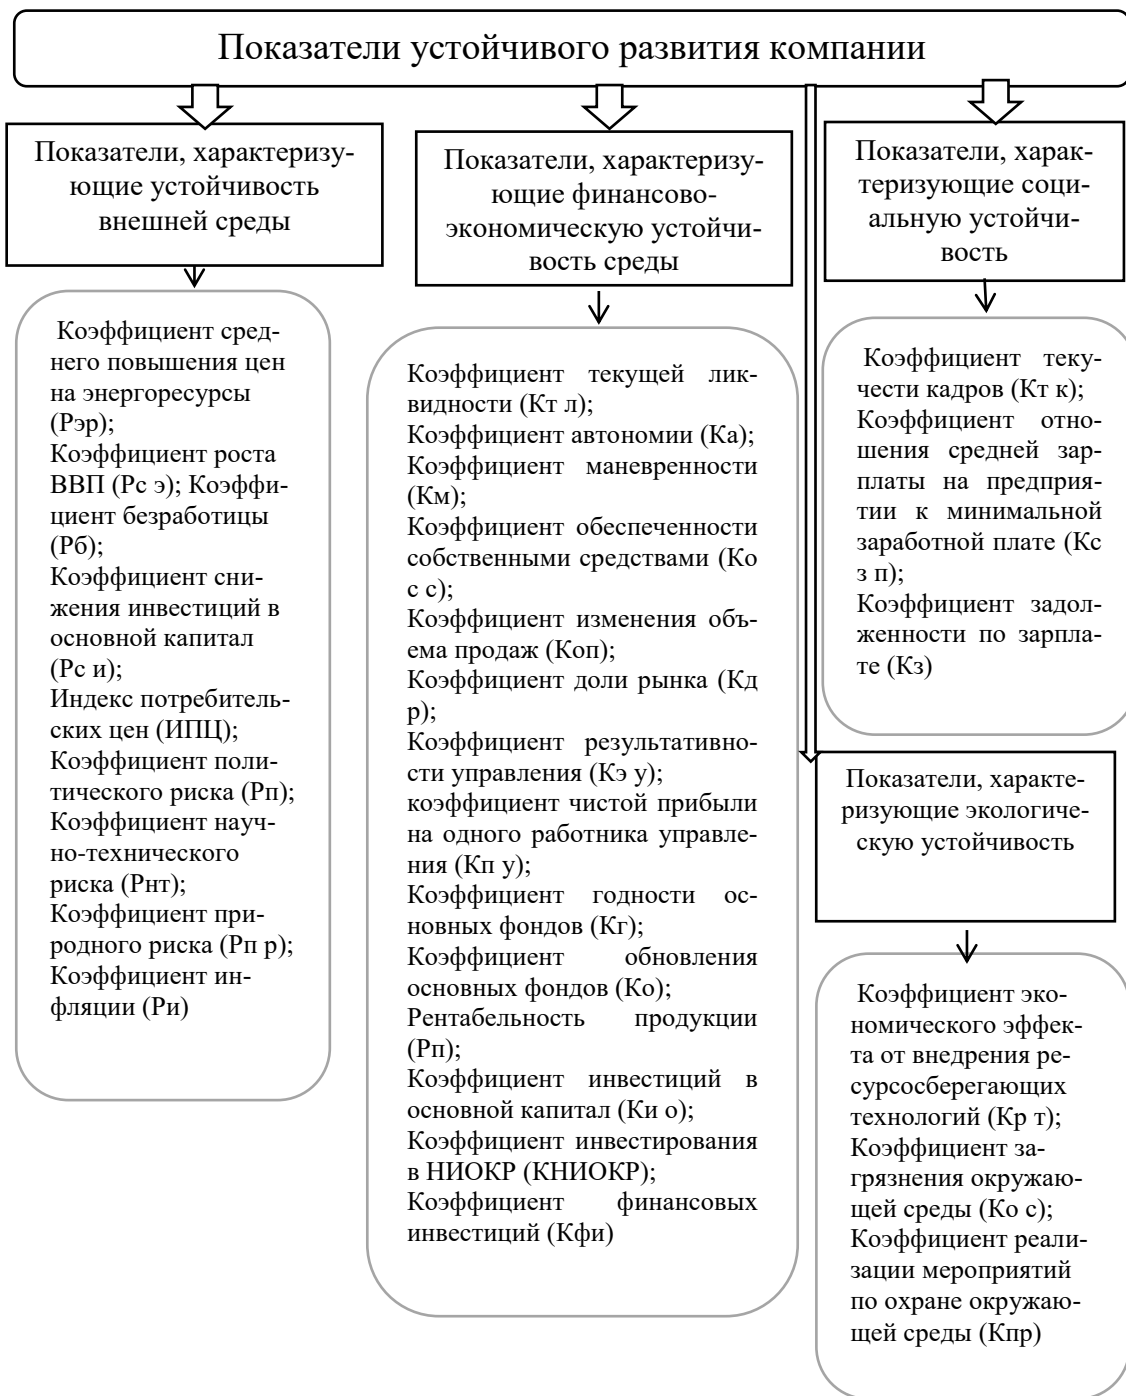 Показатели устойчивого развития компании
Показатели, характеризу-
ющие устойчивость
внешней среды
Коэффициент сред-
него повышения цен
на энергоресурсы
(Рэр);
Коэффициент роста
ВВП (Рс э); Коэффи-
циент безработицы
(Рб);
Коэффициент сни-
жения инвестиций в
основной капитал
(Рс и);
Индекс потребитель-
ских цен (ИПЦ);
Коэффициент поли-
тического риска (Рп);
Коэффициент науч-
но-технического
риска (Рнт);
Коэффициент при-
родного риска (Рп р);
Коэффициент ин-
фляции (Ри)
Показатели, характеризу-
ющие финансово-
экономическую устойчи-
вость среды
Коэффициент текущей лик-
видности (Кт л);
Коэффициент автономии (Ка);
Коэффициент маневренности
(Км);
Коэффициент обеспеченности
собственными средствами (Ко
с с);
Коэффициент изменения объ-
ема продаж (Коп);
Коэффициент доли рынка (Кд
р);
Коэффициент результативно-
сти управления (Кэ у);
коэффициент чистой прибыли
на одного работника управле-
ния (Кп у);
Коэффициент годности ос-
новных фондов (Кг);
Коэффициент обновления
основных фондов (Ко);
Рентабельность продукции
(Рп);
Коэффициент инвестиций в
основной капитал (Ки о);
Коэффициент инвестирования
в НИОКР (КНИОКР);
Коэффициент финансовых
инвестиций (Кфи)
Показатели, харак-
теризующие соци-
альную устойчи-
вость
Коэффициент теку-
чести кадров (Кт к);
Коэффициент отно-
шения средней зар-
платы на предприя-
тии к минимальной
заработной плате (Кс
з п);
Коэффициент задол-
женности по зарпла-
те (Кз)
Показатели, характе-
ризующие экологиче-
скую устойчивость
Коэффициент эко-
номического эффек-
та от внедрения ре-
сурсосберегающих
технологий (Кр т);
Коэффициент за-
грязнения окружаю-
щей среды (Ко с);
Коэффициент реали-
зации мероприятий
по охране окружаю-
щей среды (Кпр)